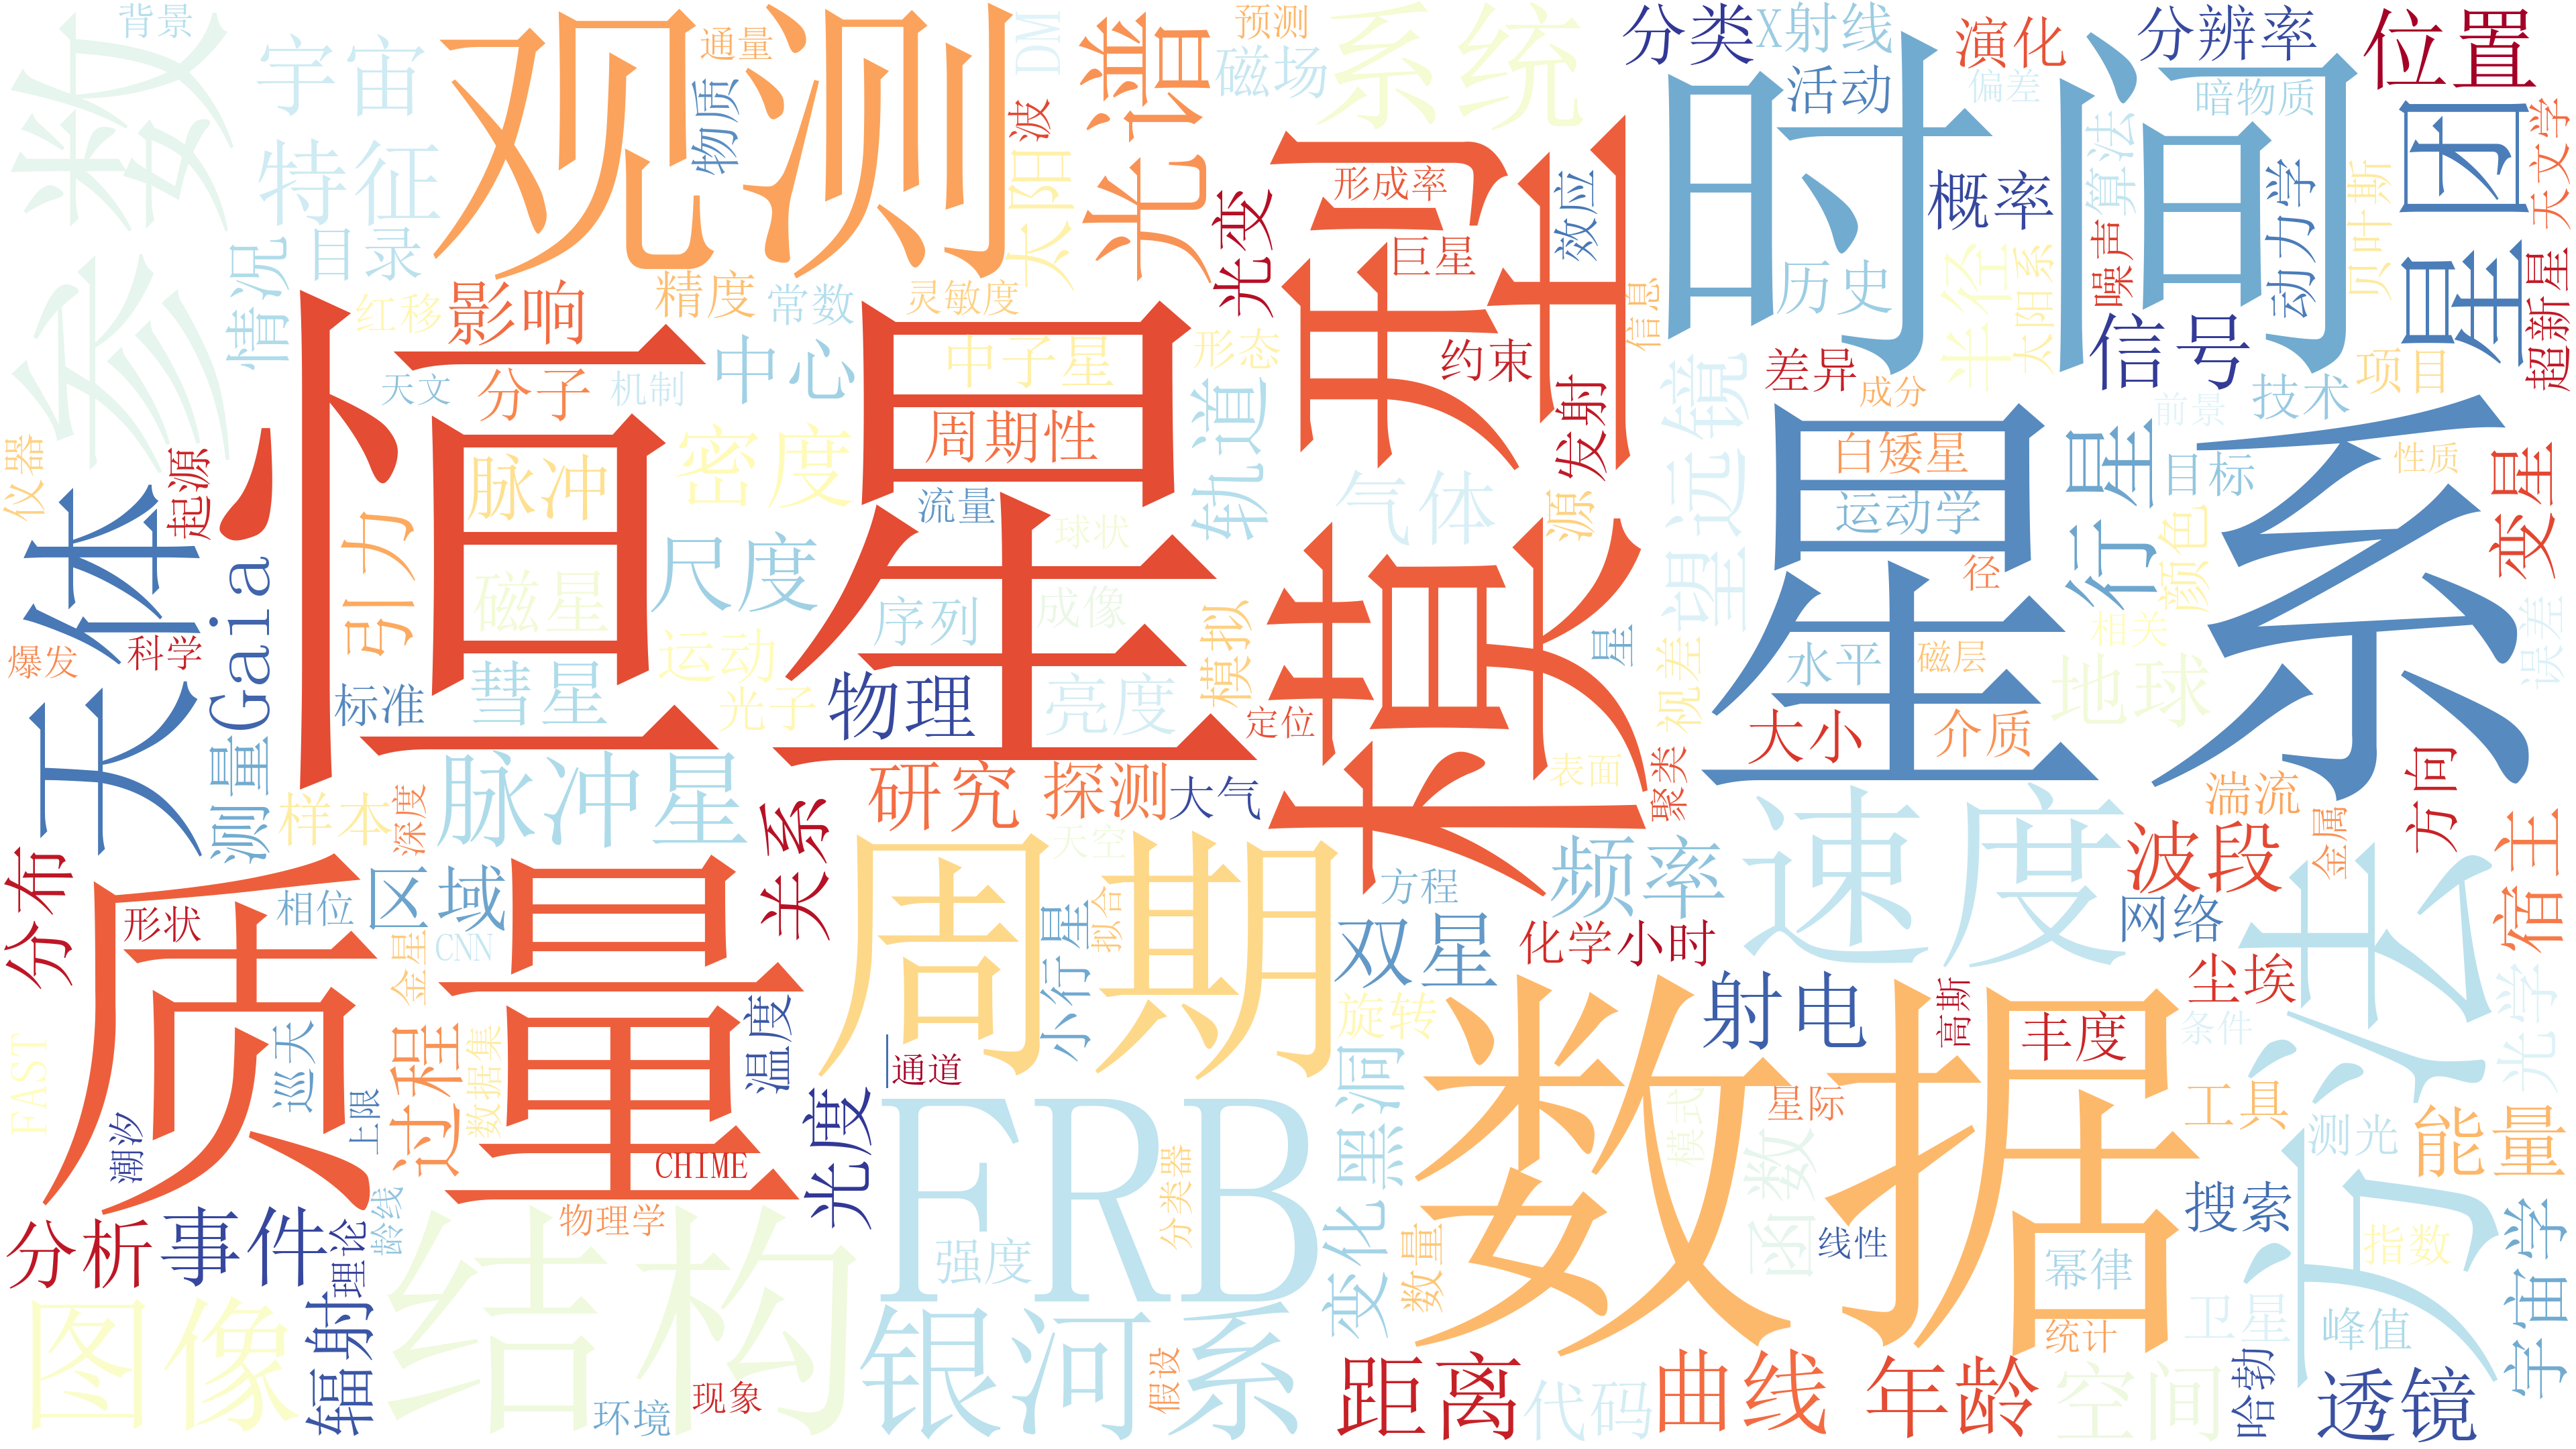 参数
背景
宇宙
特征
目录
情况
观测
通量
物质
DM
波
太阳
光谱
预测
磁场
系统
分类
X射线
活动
演化
偏差
分辨率
暗物质
位置
时间
星团
天文学
超新星
贝叶斯
动力学
算法
噪声
概率
历史
半径
太阳系
信号
技术
项目
形成率
巨星
效应
信息
模型
约束
发射
差异
成分
前景
光变
形态
轨道
红移
影响
精度
常数
灵敏度
天文
分子
机制
中心
中子星
周期性
恒星
脉冲
密度
流量
球状
仪器
起源
天体
Gaia
引力
磁星
尺度
序列
成像
运动
彗星
光子
物理
亮度
模拟
定位
爆发
科学
标准
测量
样本
深度
脉冲星
研究
探测
大气
天空
关系
气体
源
望远镜
星
视差
表面
聚类
星系
白矮星
运动学
径
水平
磁层
大小
介质
行星
目标
颜色
性质
变星
相关
地球
误差
方向
湍流
金属
波段
宿主
分布
质量
形状
相位
区域
金星
CNN
巡天
上限
过程
数据集
温度
FAST
潮汐
CHIME
光度
物理学
周期
小行星
拟合
方程
双星
频率
化学
小时
速度
网络
尘埃
方法
光学
条件
通道
旋转
黑洞
变化
射电
高斯
丰度
星际
模式
函数
数据
线性
数量
工具
测光
能量
搜索
指数
幂律
统计
卫星
峰值
宇宙学
分析
事件
理论
龄线
辐射
图像
结构
环境
现象
FRB
强度
分类器
银河系
假设
距离
代码
曲线
年龄
空间
哈勃
透镜